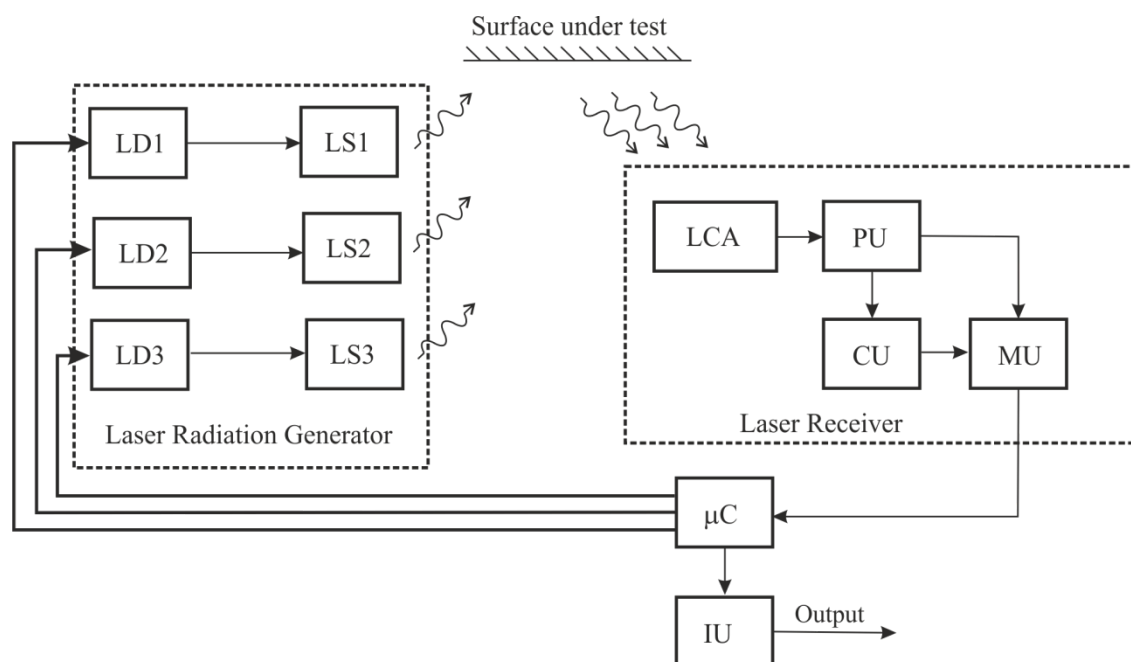 Surface under test
LD1
LS1
LD2
LS2
LD3
LS3
Laser Radiation Generator
LCA
PU
CU
MU
Laser Receiver
μC
IU
Output